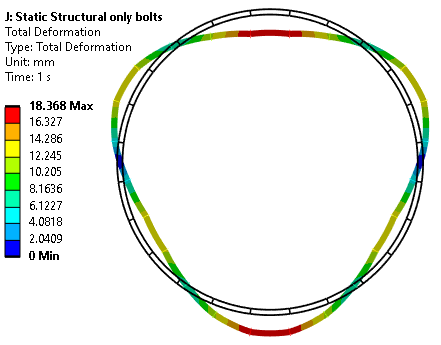 J: Static Structural only bolts
Total Deformation
Type: Total Deformation
Unit: mm
Time: 1 s
18.368 Max
16.327
14.286
12.245
10.205
8.1636
6.1227
4.0818
2.0409
0 Min